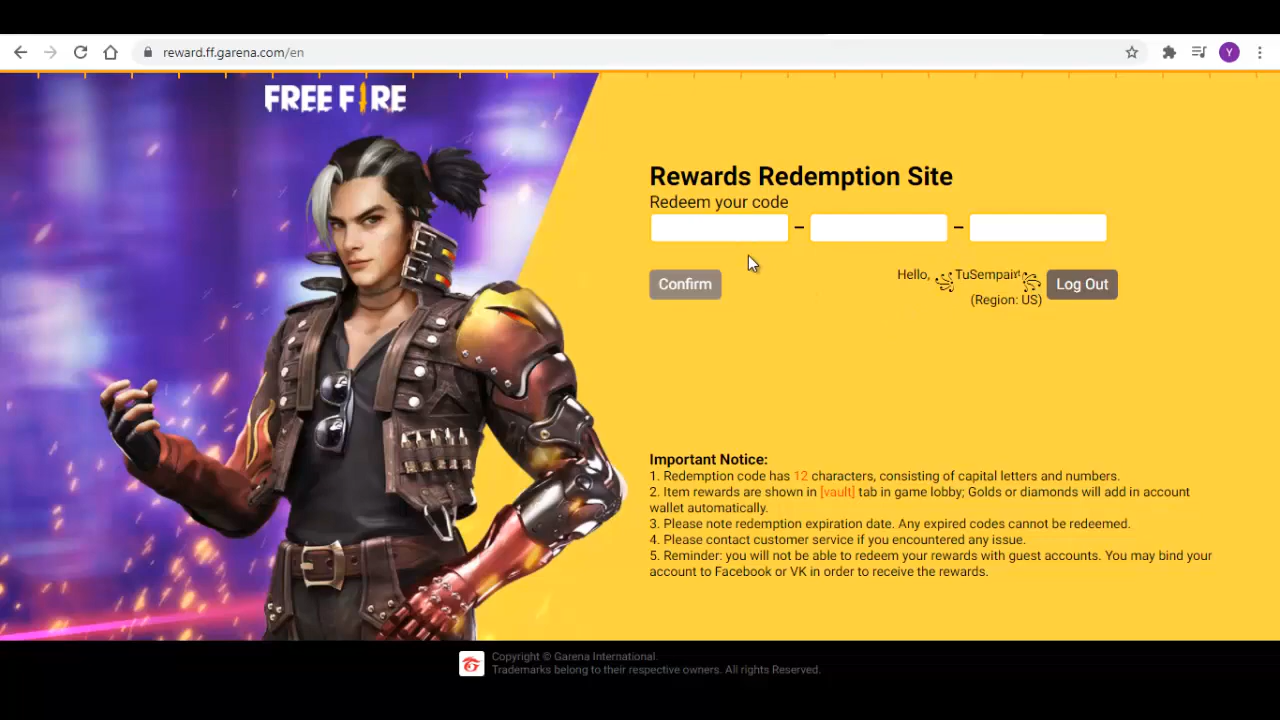 reward.ff.garena.com/en
Y
FREE FIRE
Rewards Redemption Site
Redeem your code
– –
Confirm
Hello, ꧁TuSempaiᵞᵗ꧂
(Region: US)
Log Out
Important Notice:
1. Redemption code has 12 characters, consisting of capital letters and numbers.
2. Item rewards are shown in [vault] tab in game lobby; Golds or diamonds will add in account
wallet automatically.
3. Please note redemption expiration date. Any expired codes cannot be redeemed.
4. Please contact customer service if you encountered any issue.
5. Reminder: you will not be able to redeem your rewards with guest accounts. You may bind your
account to Facebook or VK in order to receive the rewards.
Copyright © Garena International.
Trademarks belong to their respective owners. All rights Reserved.